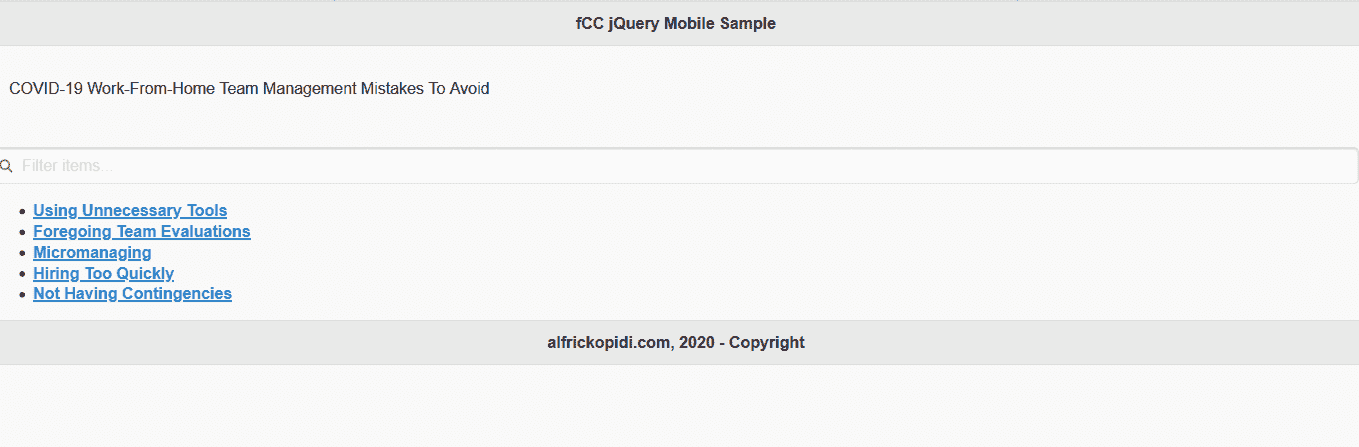 fCC jQuery Mobile Sample
COVID-19 Work-From-Home Team Management Mistakes To Avoid
Filter items...
Using Unnecessary Tools
Foregoing Team Evaluations
Micromanaging
Hiring Too Quickly
Not Having Contingencies
alfrickopidi.com, 2020 - Copyright